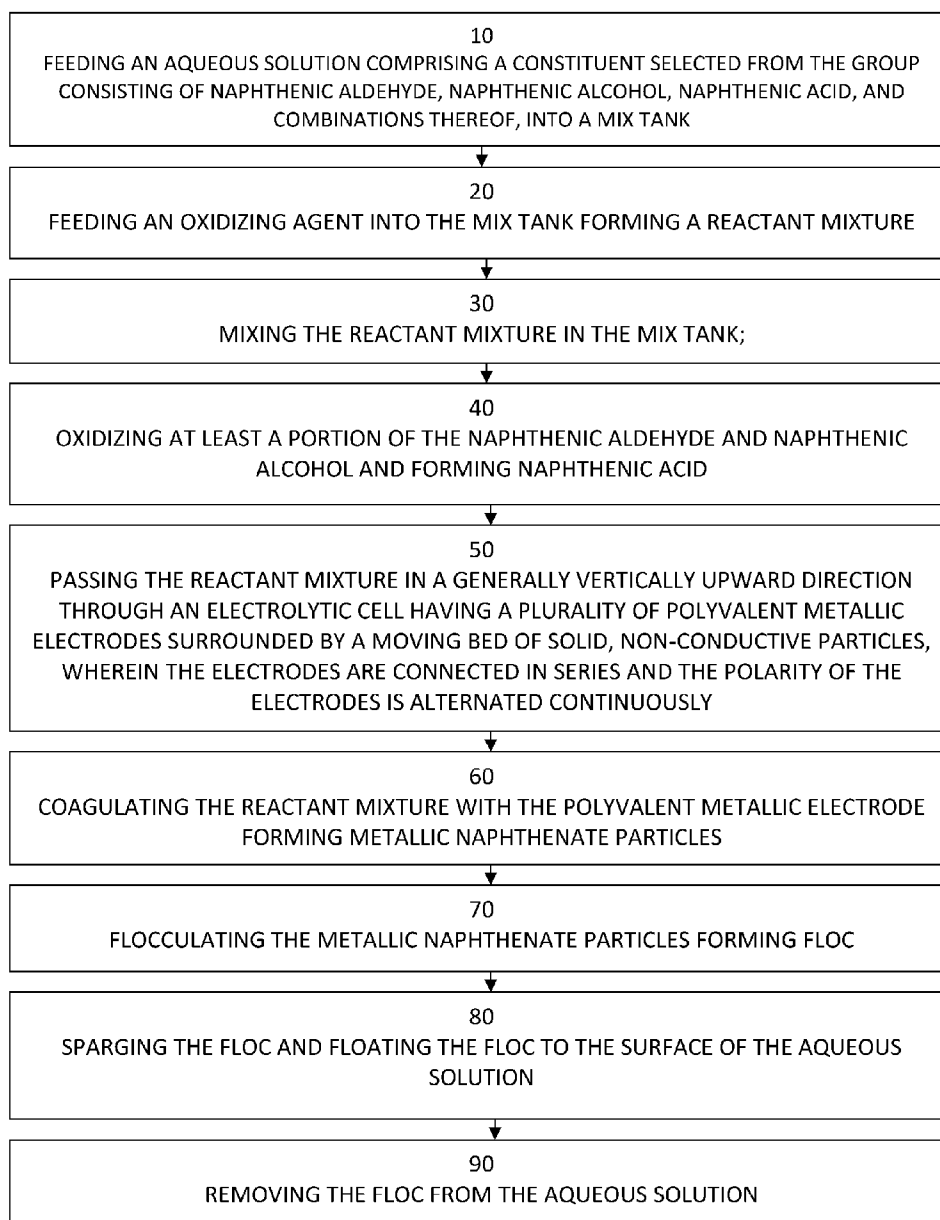 10
FEEDING AN AQUEOUS SOLUTION COMPRISING A CONSTITUENT SELECTED FROM THE GROUP
CONSISTING OF NAPHTHENIC ALDEHYDE, NAPHTHENIC ALCOHOL, NAPHTHENIC ACID, AND
COMBINATIONS THEREOF, INTO A MIX TANK
20
FEEDING AN OXIDIZING AGENT INTO THE MIX TANK FORMING A REACTANT MIXTURE
30
MIXING THE REACTANT MIXTURE IN THE MIX TANK;
40
OXIDIZING AT LEAST A PORTION OF THE NAPHTHENIC ALDEHYDE AND NAPHTHENIC
ALCOHOL AND FORMING NAPHTHENIC ACID
50
PASSING THE REACTANT MIXTURE IN A GENERALLY VERTICALLY UPWARD DIRECTION
THROUGH AN ELECTROLYTIC CELL HAVING A PLURALITY OF POLYVALENT METALLIC
ELECTRODES SURROUNDED BY A MOVING BED OF SOLID, NON-CONDUCTIVE PARTICLES,
WHEREIN THE ELECTRODES ARE CONNECTED IN SERIES AND THE POLARITY OF THE
ELECTRODES IS ALTERNATED CONTINUOUSLY
60
COAGULATING THE REACTANT MIXTURE WITH THE POLYVALENT METALLIC ELECTRODE
FORMING METALLIC NAPHTHENATE PARTICLES
70
FLOCCULATING THE METALLIC NAPHTHENATE PARTICLES FORMING FLOC
80
SPARGING THE FLOC AND FLOATING THE FLOC TO THE SURFACE OF THE AQUEOUS
SOLUTION
90
REMOVING THE FLOC FROM THE AQUEOUS SOLUTION